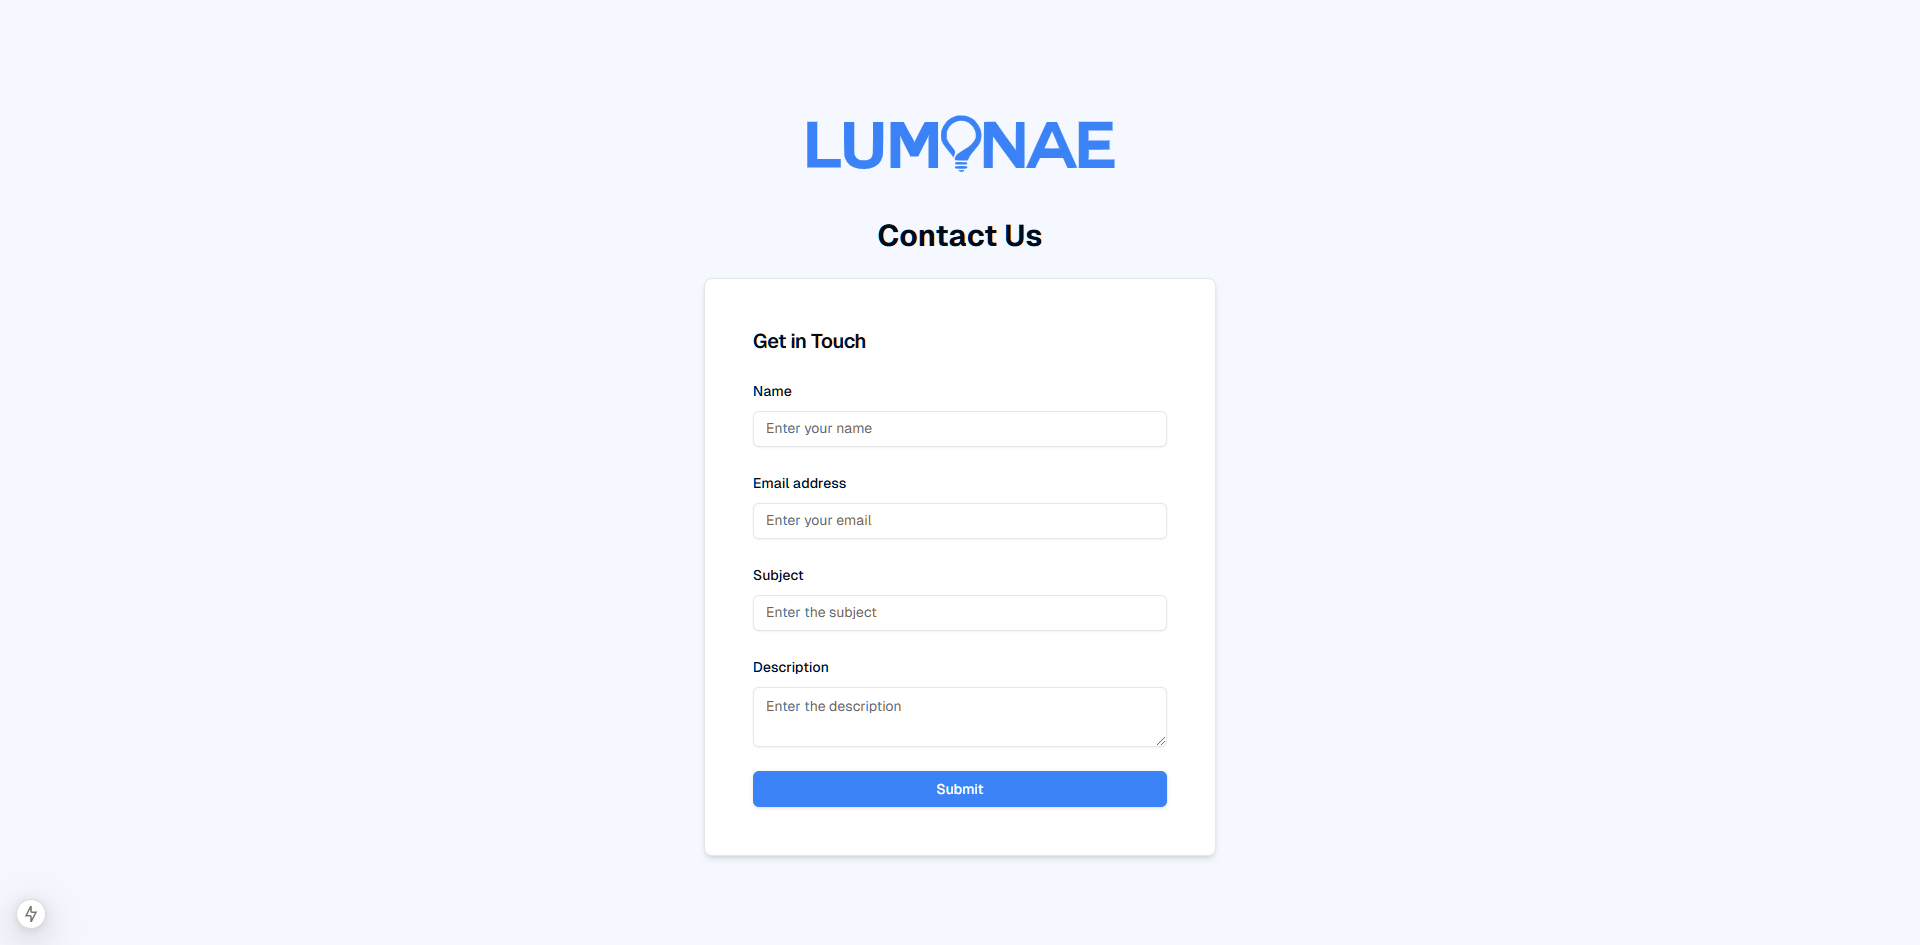 LUMONAE
Contact Us
Get in Touch
Name
Enter your name
Email address
Enter your email
Subject
Enter the subject
Description
Enter the description
Submit